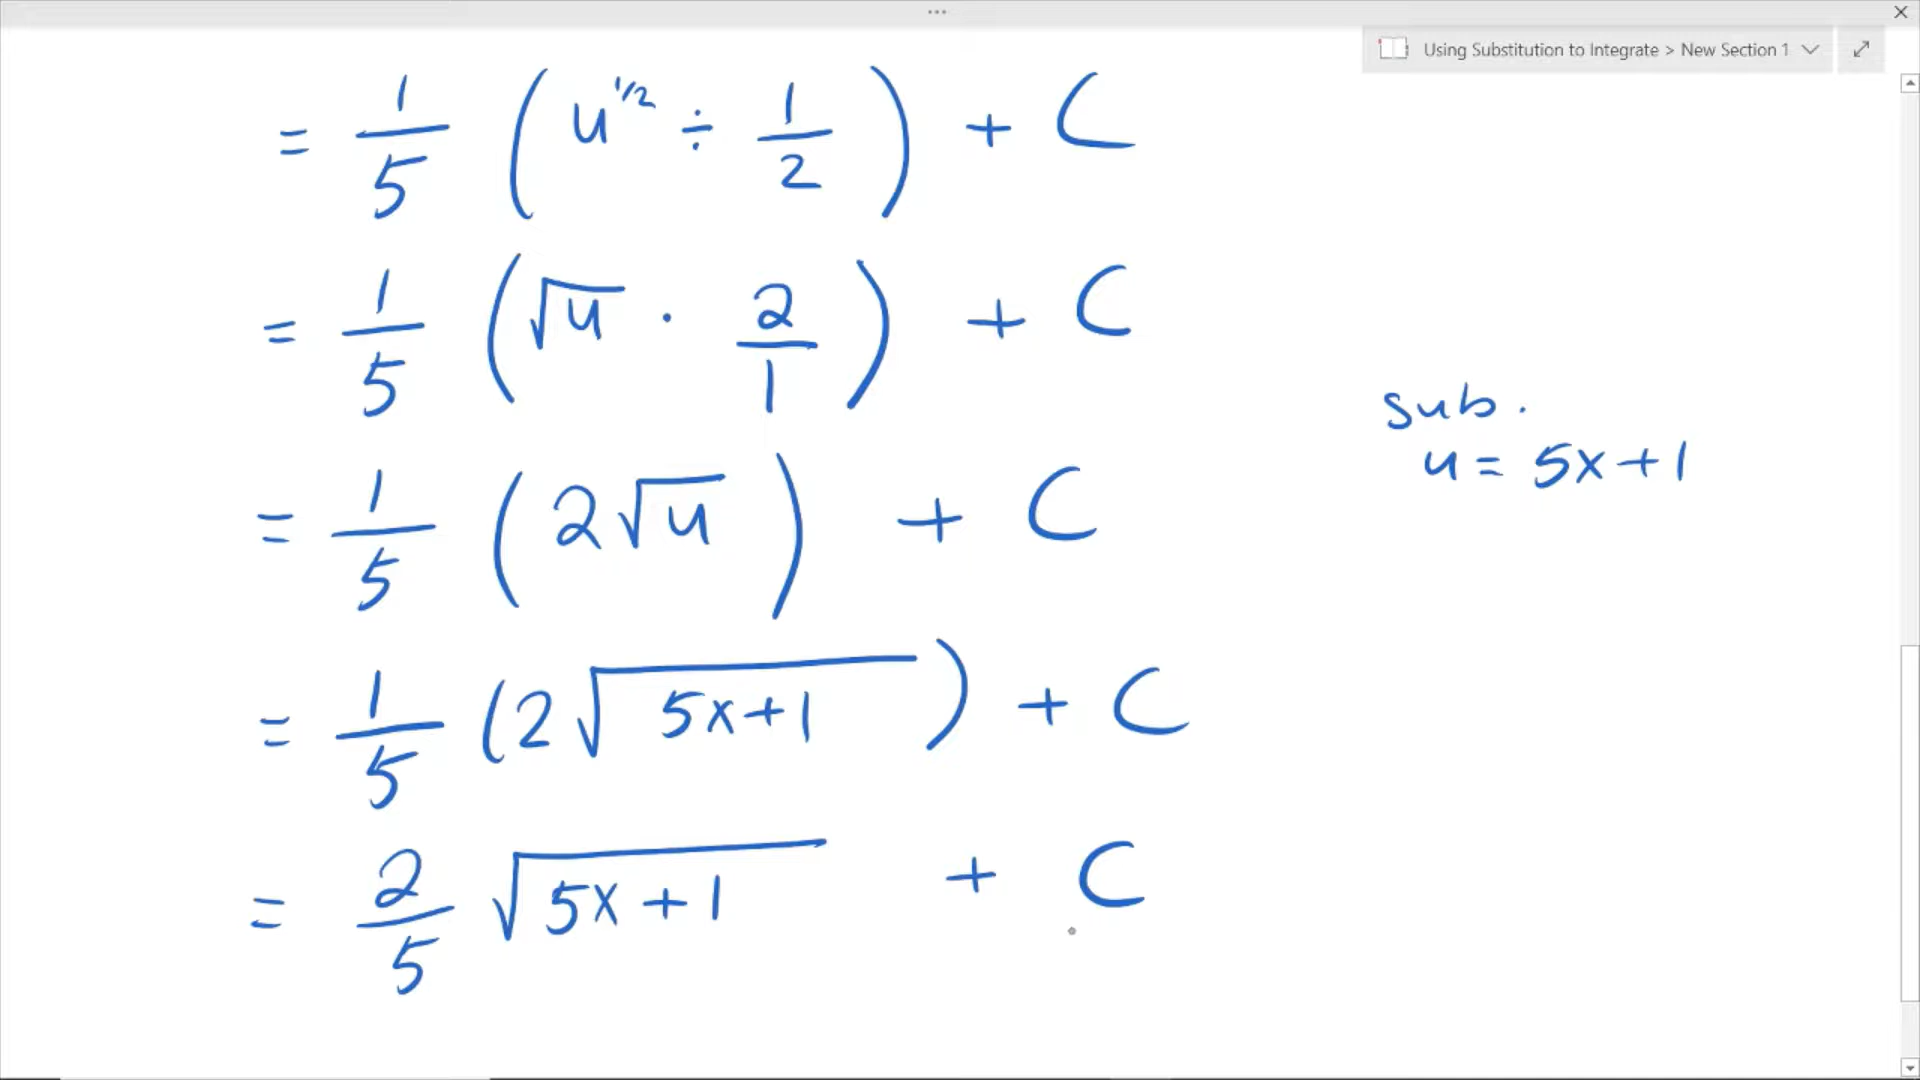 Using Substitution to Integrate > New Section 1
= 1/5 (u^1/2 ÷ 1/2) + C
= 1/5 (√u · 2/1) + C
sub.
u = 5x+1
= 1/5 (2√u) + C
= 1/5 (2√5x+1) + C
= 2/5 √5x+1 + C